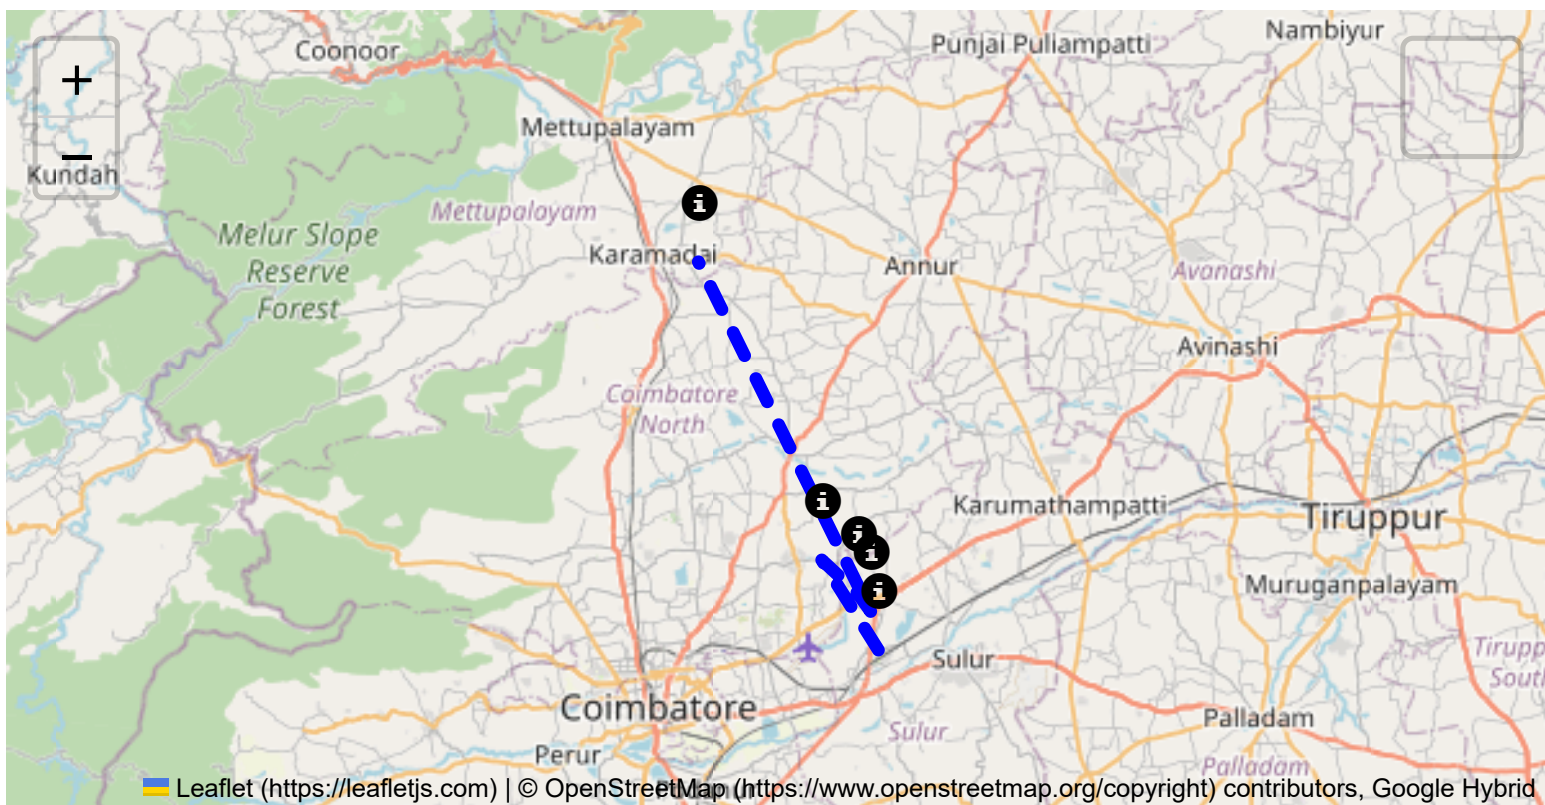 Coonoor
Punjai Puliampatti
Nambiyur
+
Mettupalayam
−
Kundah
Mettupalayam
Melur Slope
Reserve
Forest
Karamadai
Annur
Avanashi
Avinashi
Coimbatore
North
Karumathampatti
Tiruppur
Muruganpalayam
Sulur
Tirupp
South
Coimbatore
Sulur
Palladam
Perur
Palladam
Leaflet (https://leafletjs.com) | © OpenStreetMap (https://www.openstreetmap.org/copyright) contributors, Google Hybrid